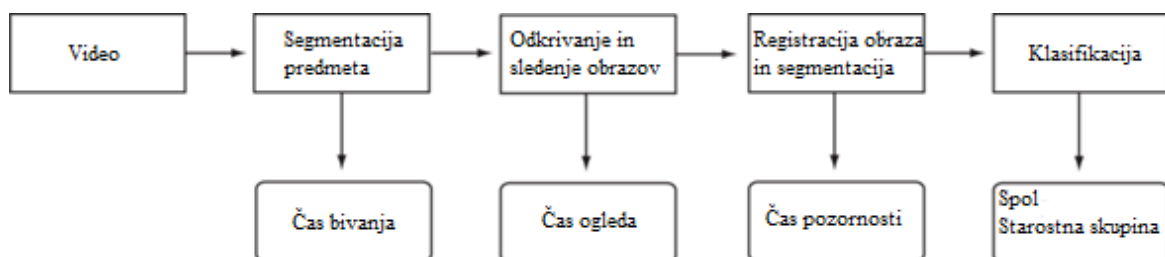 Video
Segmentacija
predmeta
Odkrivanje in
sledenje obrazov
Registracija obraza
in segmentacija
Klasifikacija
Čas bivanja
Čas ogleda
Čas pozornosti
Spol
Starostna skupina